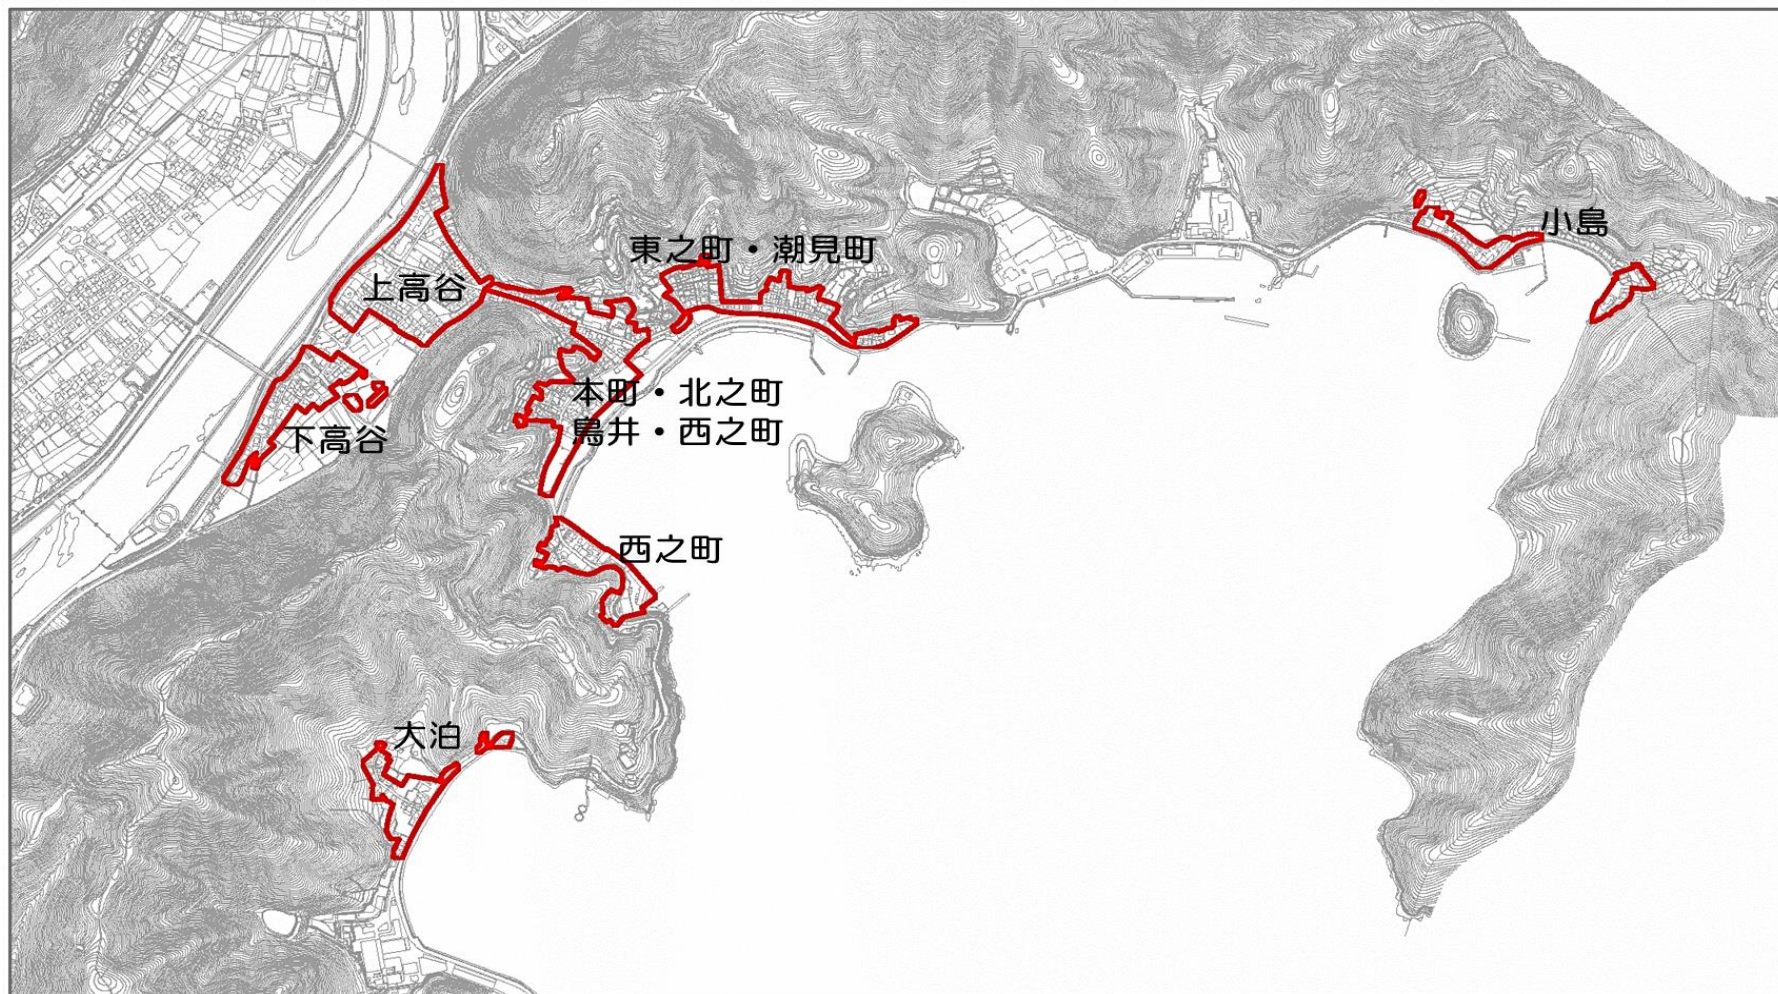 小島
東之町・潮見町
上高谷
本町・北之町
鳥井・西之町
下高谷
西之町
大泊